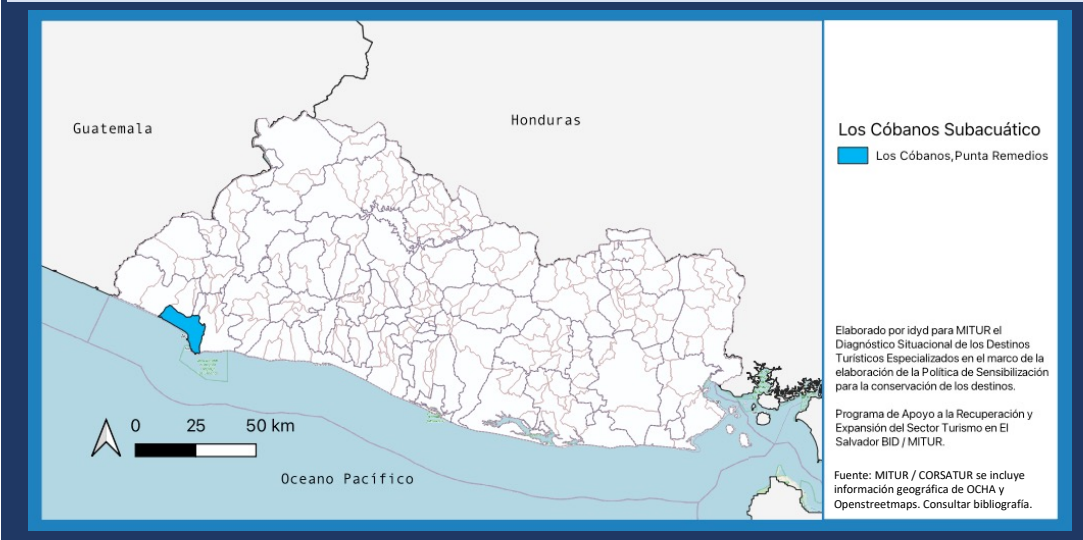 Guatemala
Honduras
0 25 50 km
Oceano Pacífico
Los Cóbanos Subacuático
Los Cóbanos,Punta Remedios
Elaborado por idyd para MITUR el
Diagnóstico Situacional de los Destinos
Turísticos Especializados en el marco de la
elaboración de la Política de Sensibilización
para la conservación de los destinos.
Programa de Apoyo a la Recuperación y
Expansión del Sector Turismo en El
Salvador BID / MITUR.
Fuente: MITUR / CORSATUR se incluye
información geográfica de OCHA y
Openstreetmaps. Consultar bibliografía.